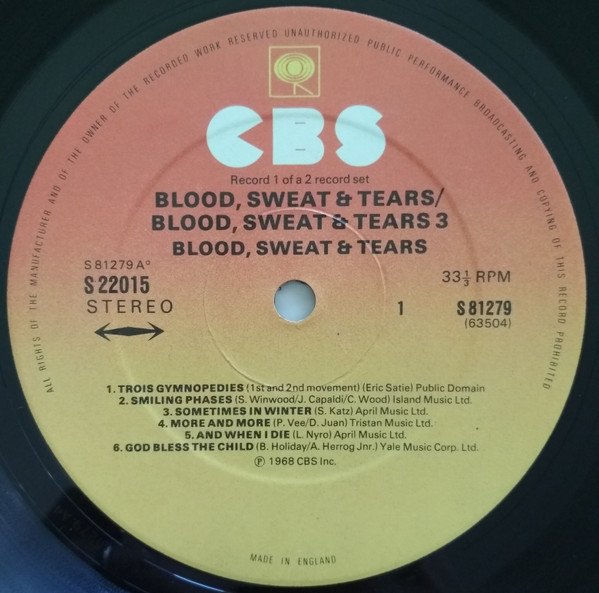 ALL RIGHTS OF THE MANUFACTURER AND OF THE OWNER OF THE RECORDED WORK RESERVED UNAUTHORIZED PUBLIC PERFORMANCE BROADCASTING AND COPYING OF THIS RECORD PROHIBITED
CBS
Record 1 of a 2 record set
BLOOD, SWEAT & TEARS/
BLOOD, SWEAT & TEARS 3
BLOOD, SWEAT & TEARS
S 81279 A°
S 22015
STEREO
33⅓ RPM
1
S 81279
(63504)
1. TROIS GYMNOPEDIES (1st and 2nd movement) (Eric Satie) Public Domain
2. SMILING PHASES (S. Winwood/J. Capaldi/C. Wood) Island Music Ltd.
3. SOMETIMES IN WINTER (S. Katz) April Music Ltd.
4. MORE AND MORE (P. Vee/D. Juan) Tristan Music Ltd.
5. AND WHEN I DIE (L. Nyro) April Music Ltd.
6. GOD BLESS THE CHILD (B. Holiday/A. Herrog Jnr.) Yale Music Corp. Ltd.
℗ 1968 CBS Inc.
MADE IN ENGLAND